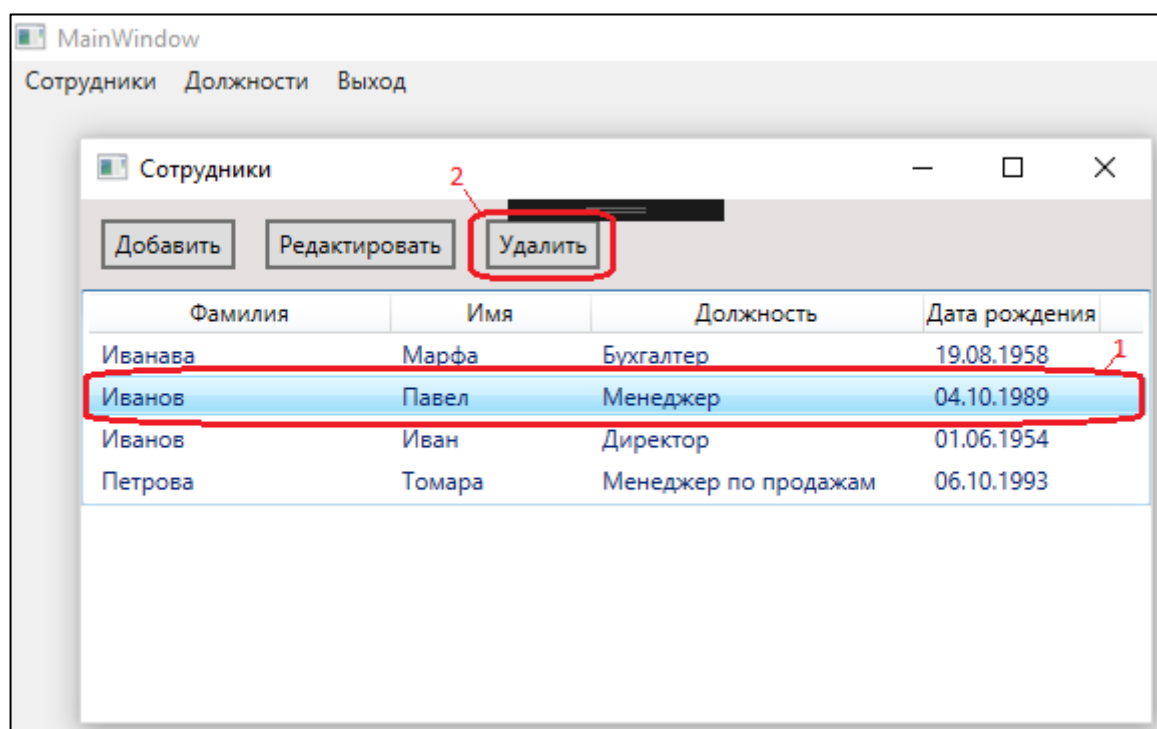 MainWindow
Сотрудники Должности Выход
Сотрудники
2
Добавить Редактировать Удалить
Фамилия Имя Должность Дата рождения
1
Иванава Марфа Бухгалтер 19.08.1958
Иванов Павел Менеджер 04.10.1989
Иванов Иван Директор 01.06.1954
Петрова Томара Менеджер по продажам 06.10.1993